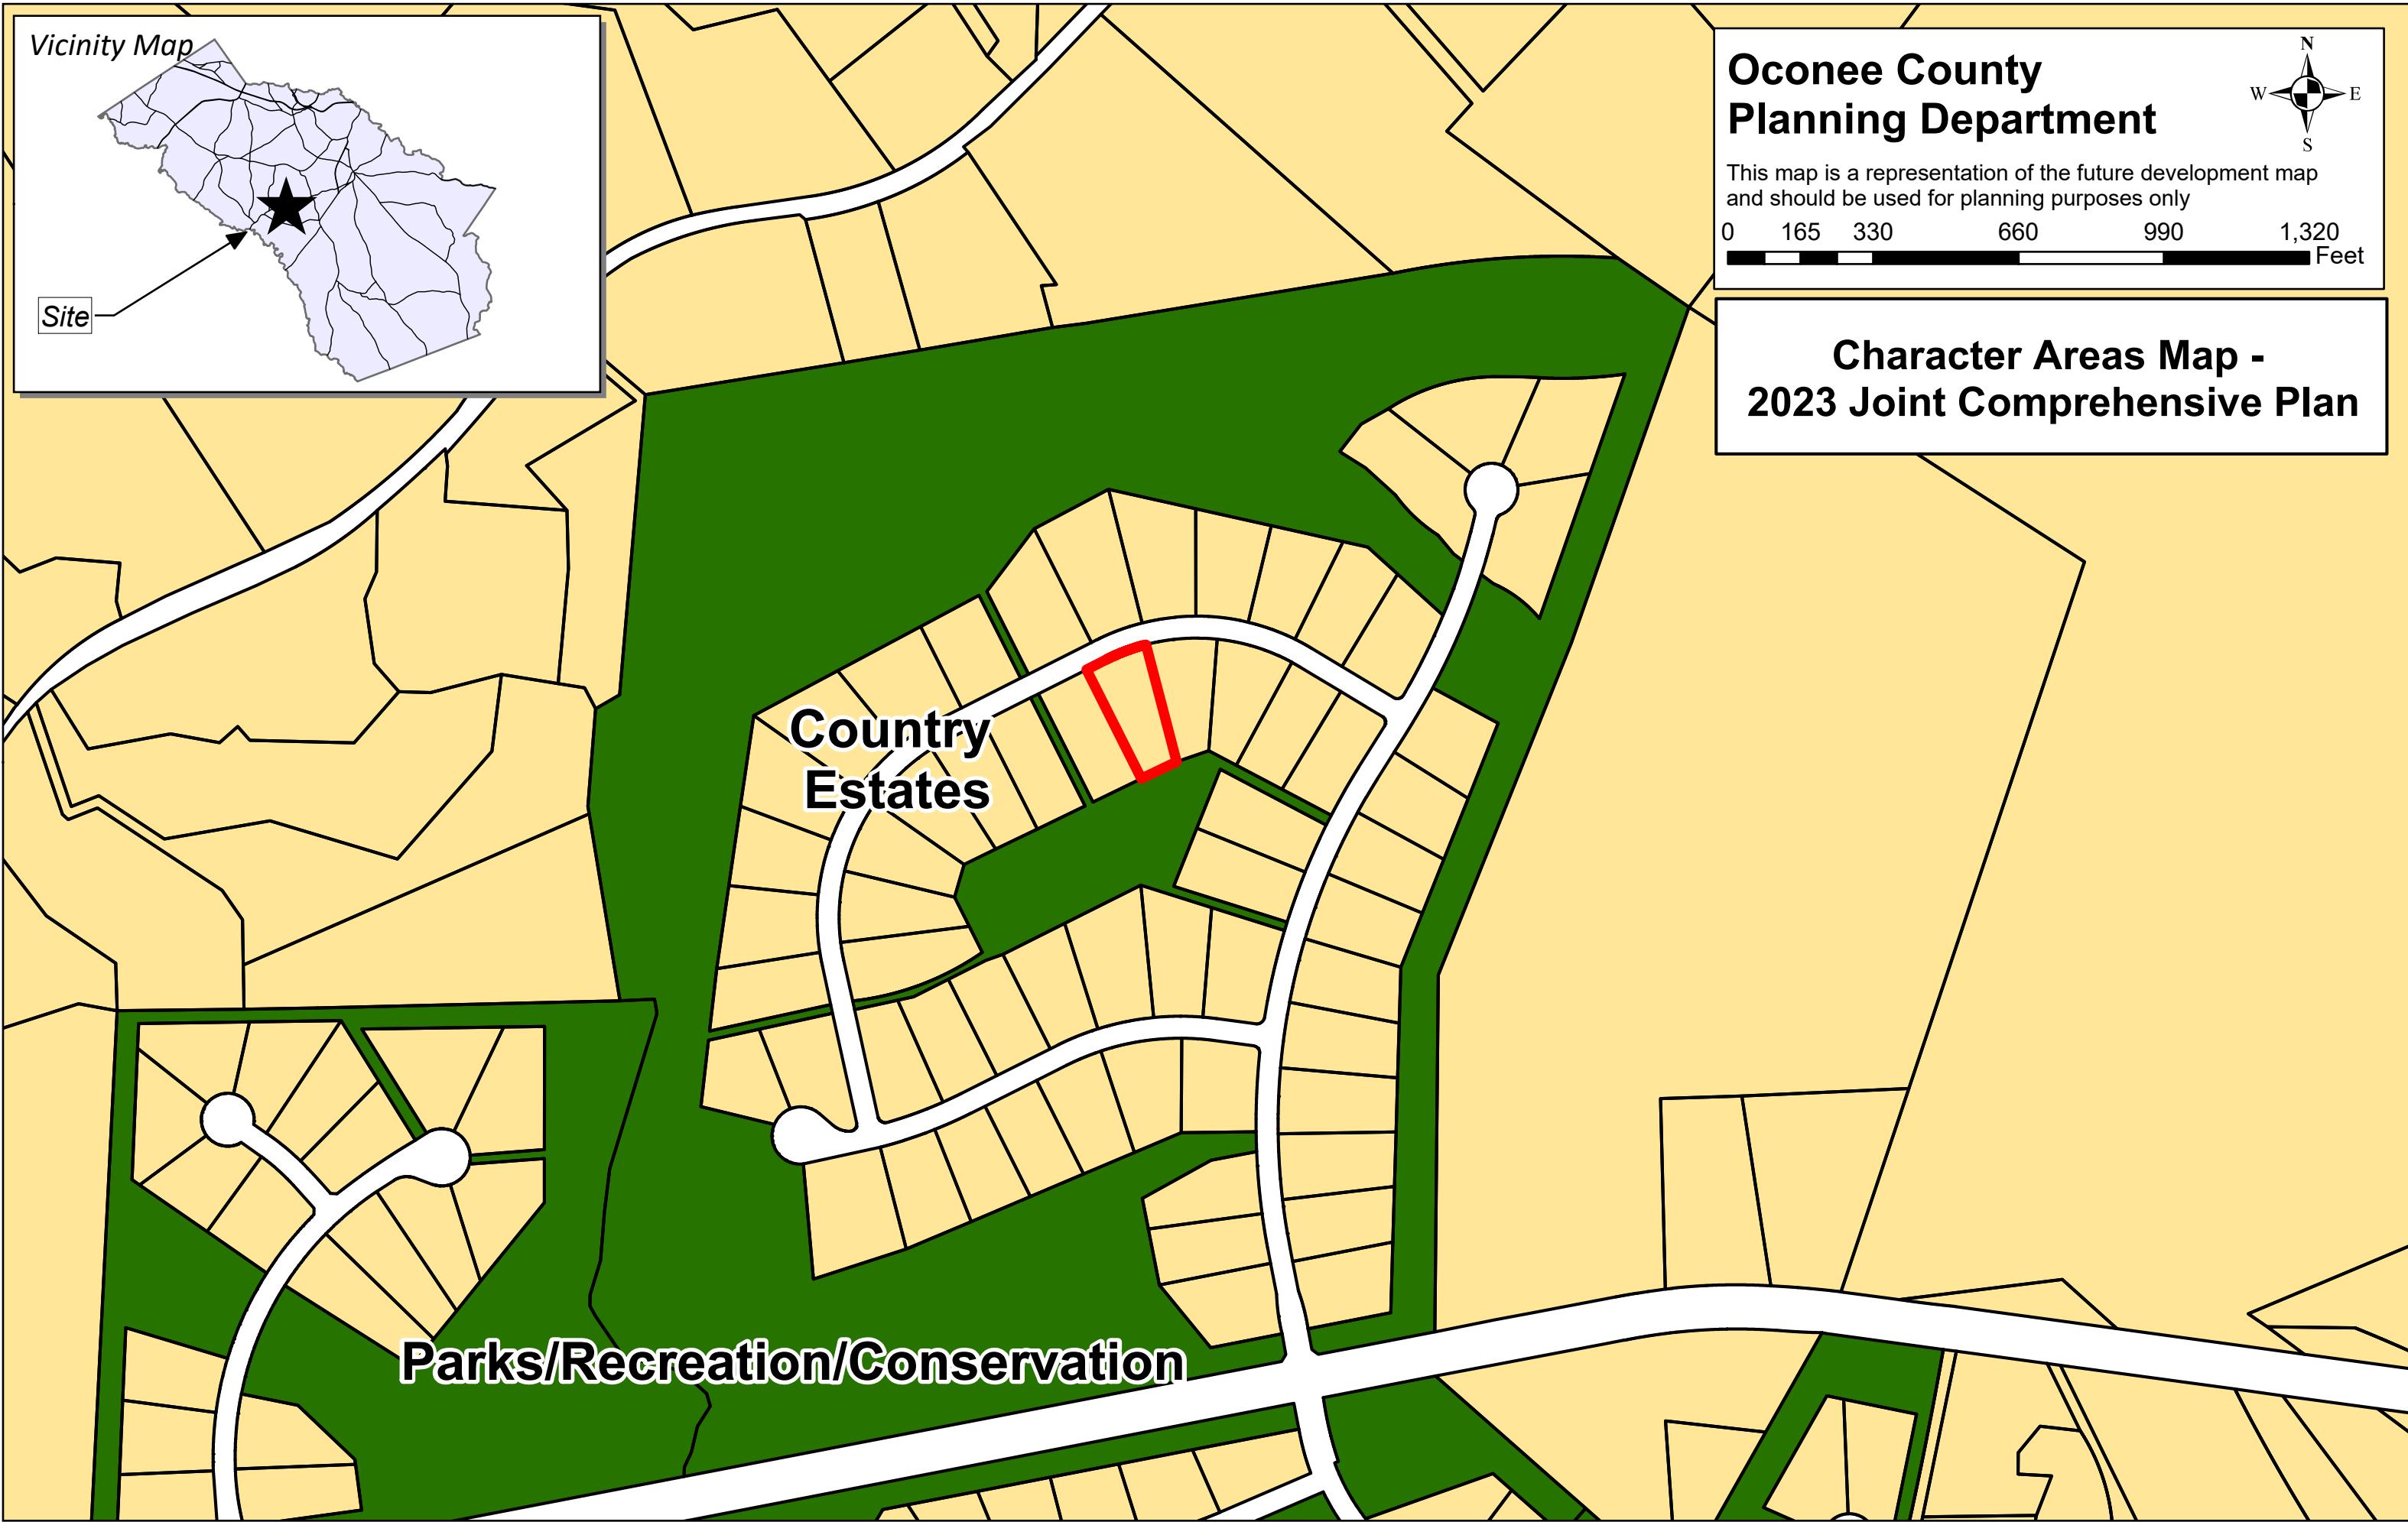 Vicinity Map
Site
Oconee County
Planning Department
N
W E
S
This map is a representation of the future development map
and should be used for planning purposes only
0 165 330 660 990 1,320
Feet
Character Areas Map -
2023 Joint Comprehensive Plan
Country
Estates
Parks/Recreation/Conservation